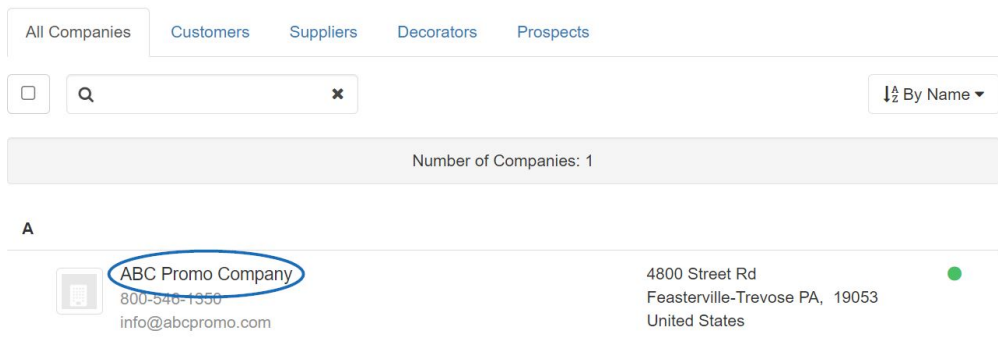 All Companies Customers Suppliers Decorators Prospects
By Name
Number of Companies: 1
A
ABC Promo Company
800-546-1350
info@abcpromo.com
4800 Street Rd
Feasterville-Trevose PA, 19053
United States